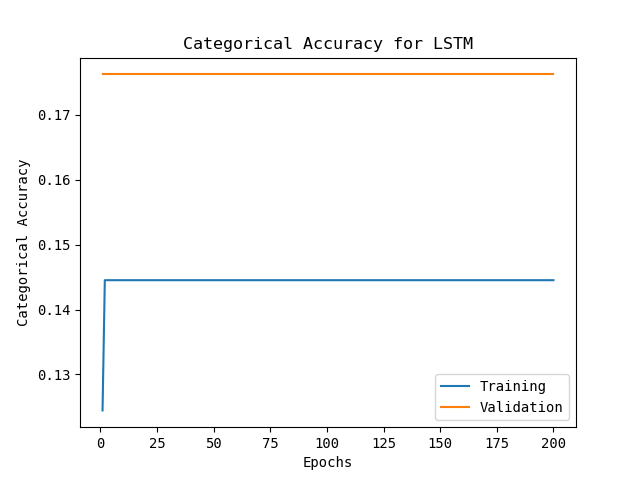 Categorical Accuracy for LSTM
Categorical Accuracy
0.17
0.16
0.15
0.14
0.13
Training
Validation
0 25 50 75 100 125 150 175 200
Epochs